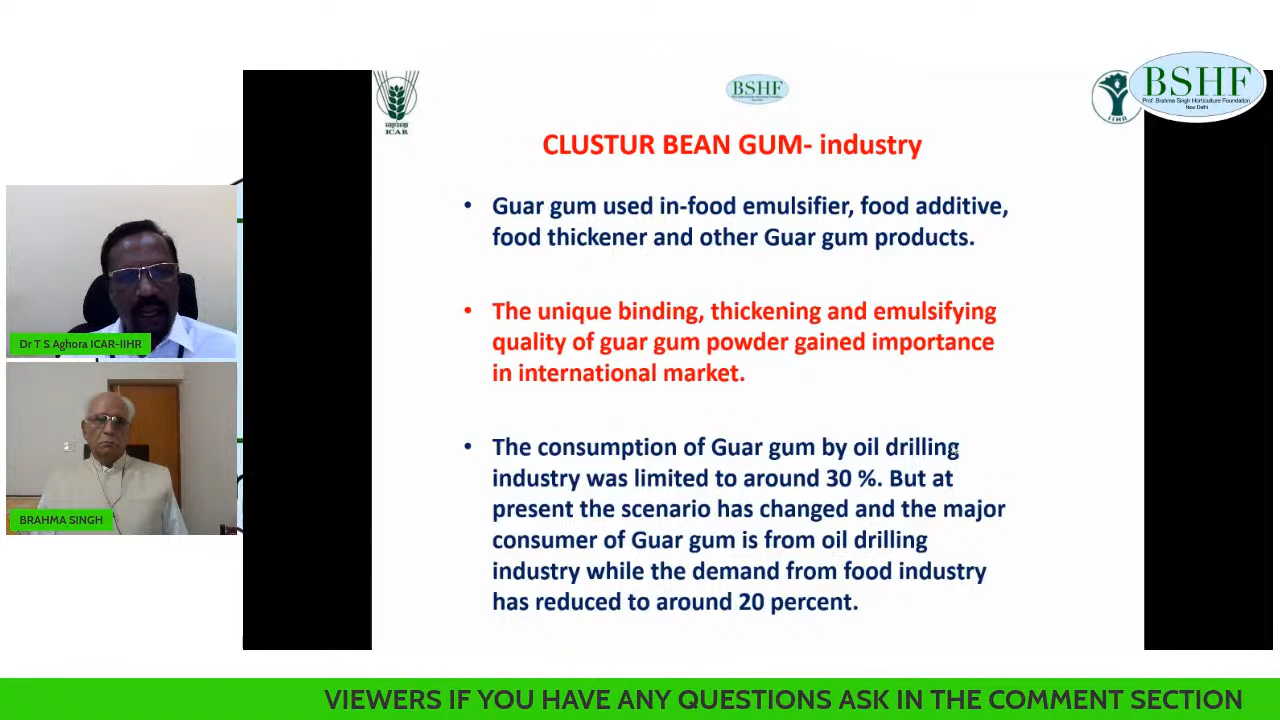 ICAR
BSHF
IIHR
BSHF
Prof. Brahma Singh Horticulture Foundation
New Delhi
CLUSTUR BEAN GUM- industry
• Guar gum used in-food emulsifier, food additive,
food thickener and other Guar gum products.
• The unique binding, thickening and emulsifying
quality of guar gum powder gained importance
in international market.
• The consumption of Guar gum by oil drilling
industry was limited to around 30 %. But at
present the scenario has changed and the major
consumer of Guar gum is from oil drilling
industry while the demand from food industry
has reduced to around 20 percent.
Dr T S Aghora ICAR-IIHR
BRAHMA SINGH
VIEWERS IF YOU HAVE ANY QUESTIONS ASK IN THE COMMENT SECTION